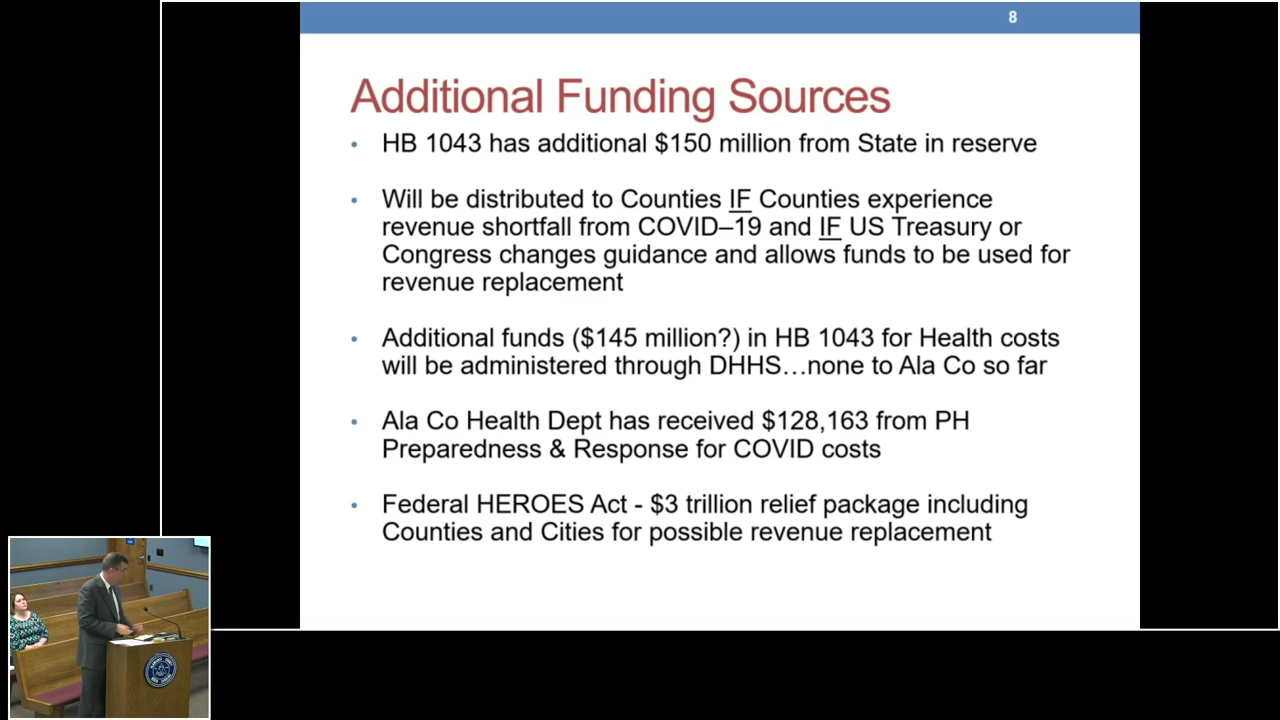 8
Additional Funding Sources
• HB 1043 has additional $150 million from State in reserve
• Will be distributed to Counties IF Counties experience
revenue shortfall from COVID–19 and IF US Treasury or
Congress changes guidance and allows funds to be used for
revenue replacement
• Additional funds ($145 million?) in HB 1043 for Health costs
will be administered through DHHS…none to Ala Co so far
• Ala Co Health Dept has received $128,163 from PH
Preparedness & Response for COVID costs
• Federal HEROES Act - $3 trillion relief package including
Counties and Cities for possible revenue replacement